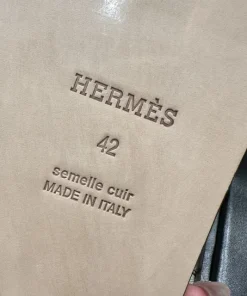 HERMÈS
42
semelle cuir
MADE IN ITALY